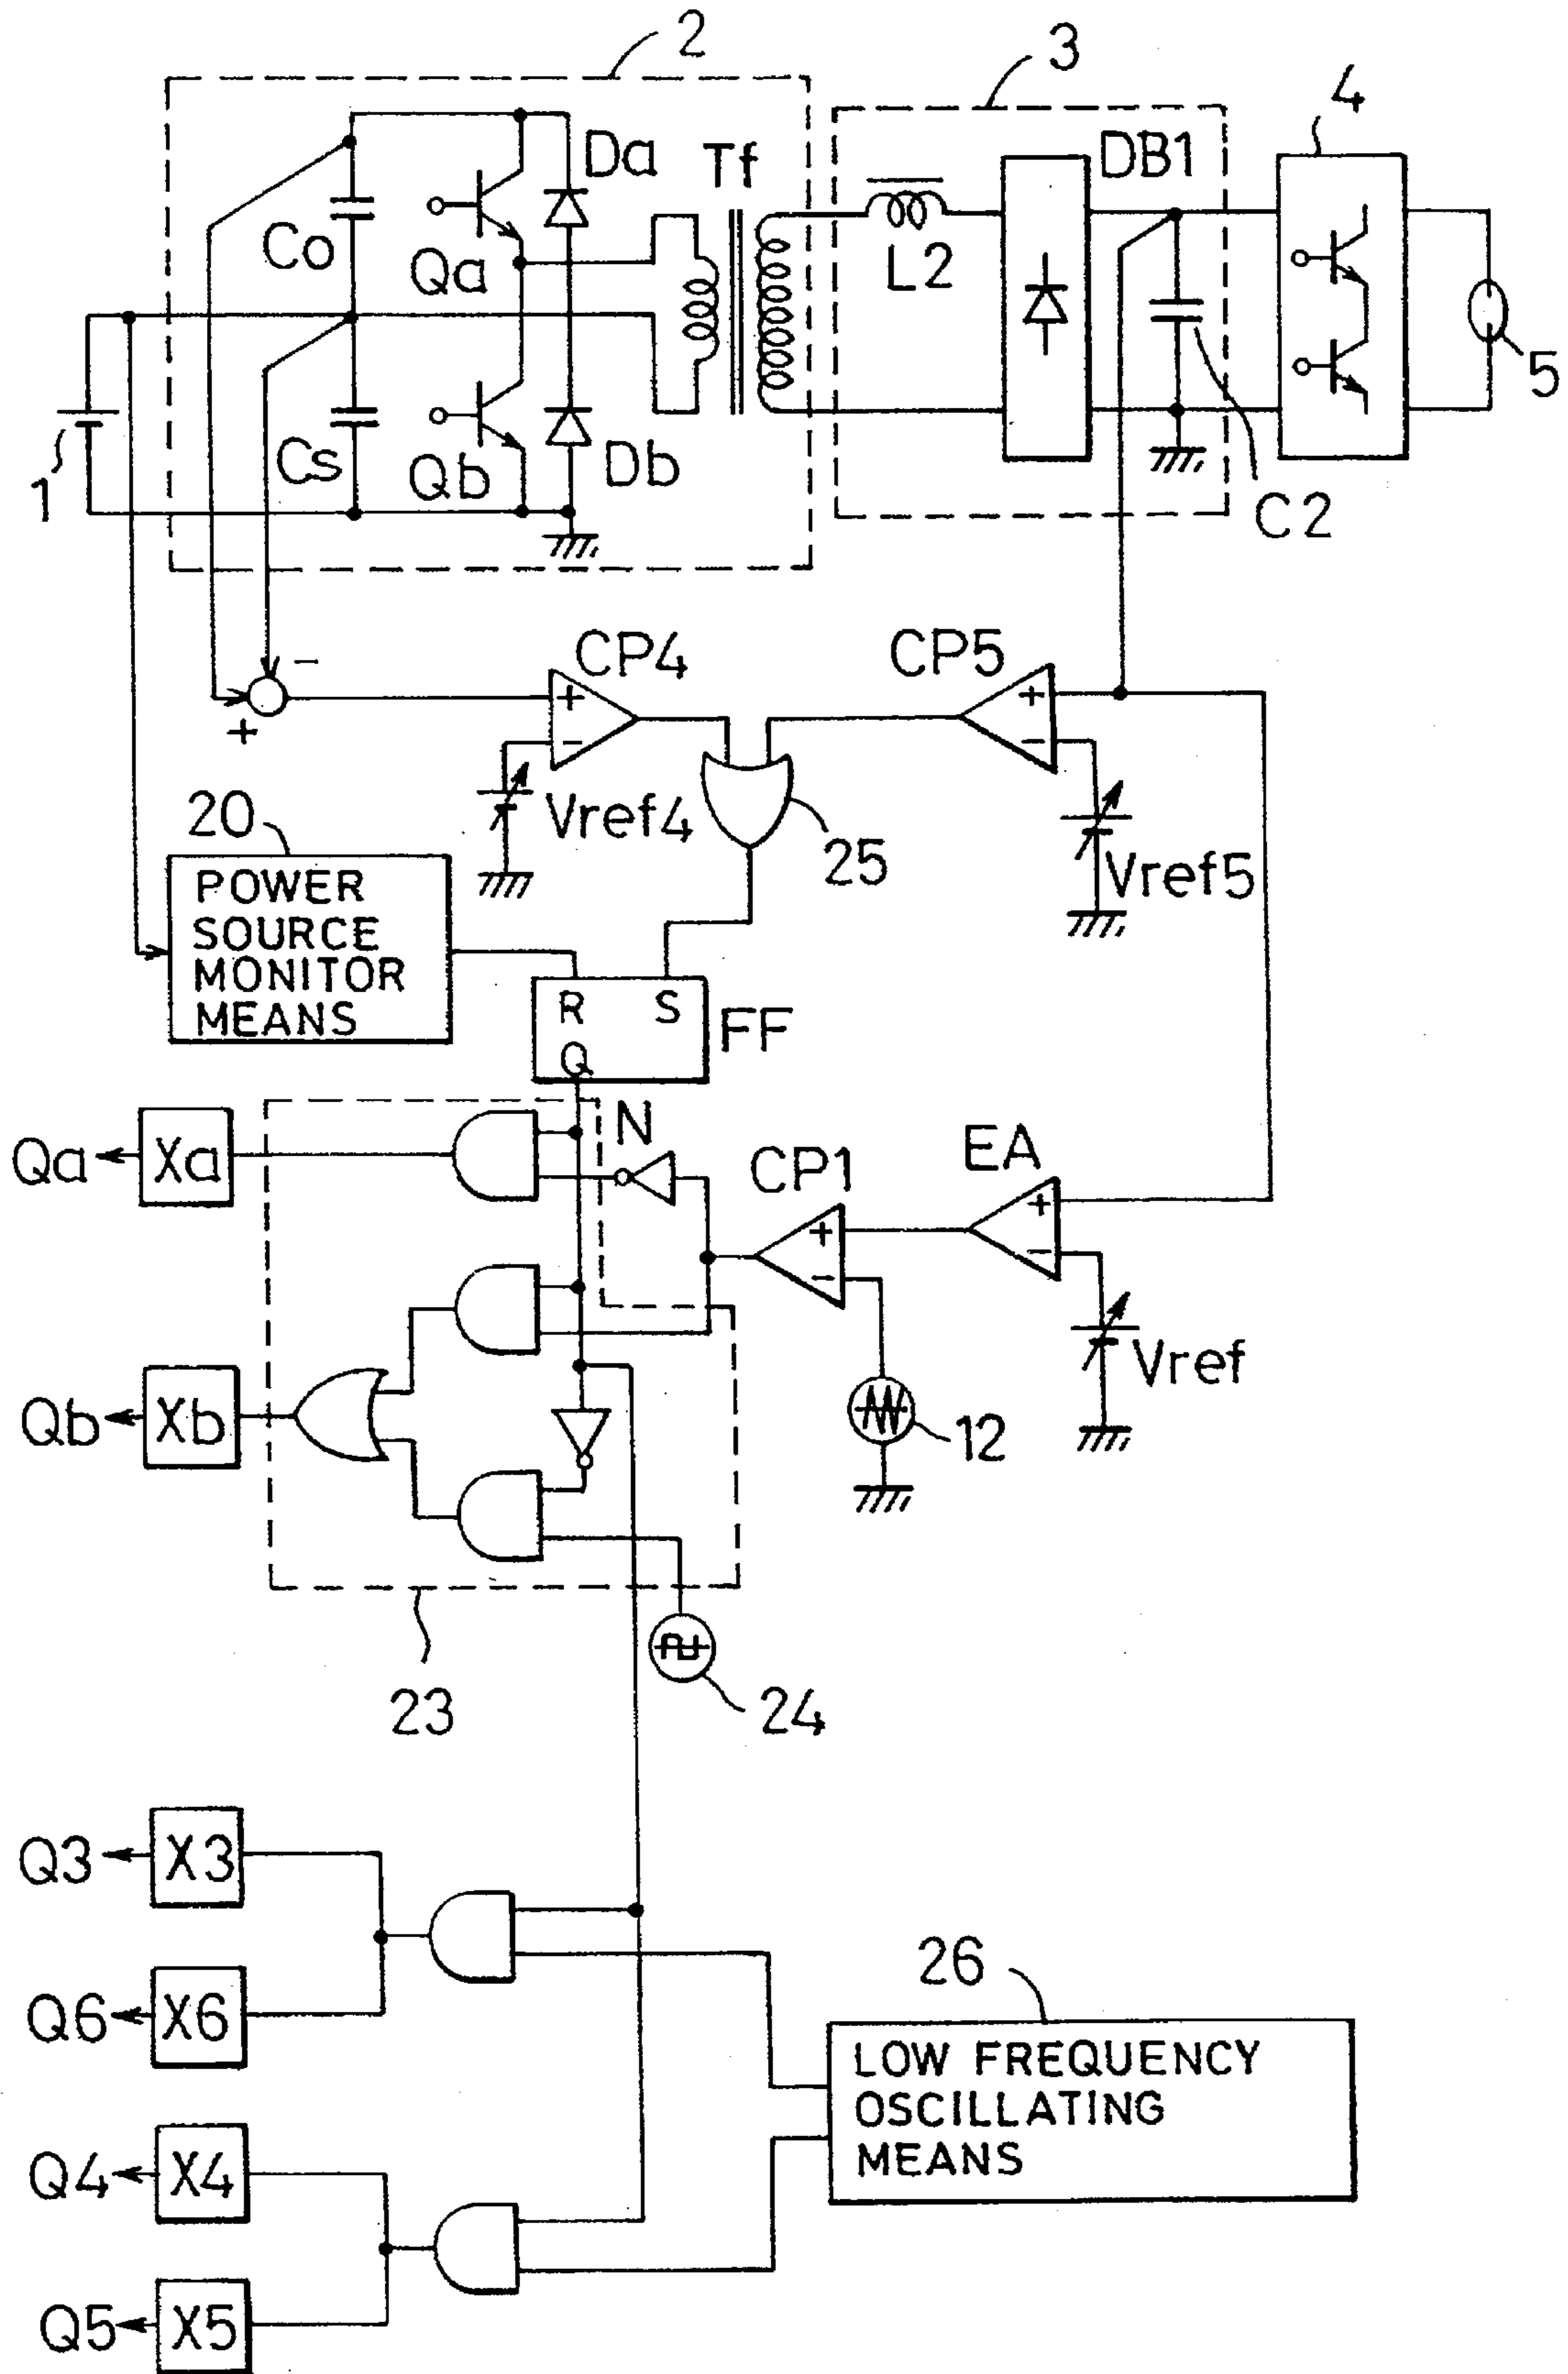 2
3
4
Da
Tf
DB1
Co
Qa
L2
5
1
Cs
Qb
Db
C2
-
CP4
CP5
+
+
-
+
-
20
Vref4
25
Vref5
POWER
SOURCE
MONITOR
MEANS
R S
FF
Q
N
Qa
Xa
CP1
EA
+
-
+
-
Vref
Qb
Xb
12
23
24
Q3
X3
Q6
X6
26
LOW FREQUENCY
OSCILLATING
MEANS
Q4
X4
Q5
X5